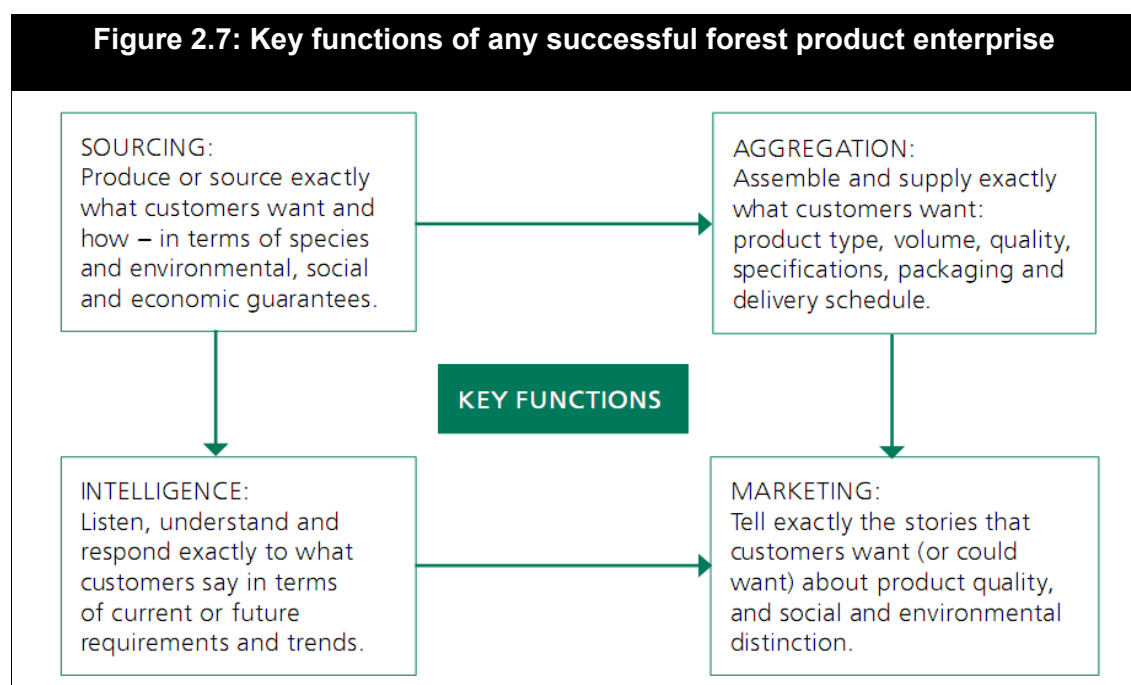 Figure 2.7: Key functions of any successful forest product enterprise
SOURCING:
Produce or source exactly
what customers want and
how – in terms of species
and environmental, social
and economic guarantees.
AGGREGATION:
Assemble and supply exactly
what customers want:
product type, volume, quality,
specifications, packaging and
delivery schedule.
KEY FUNCTIONS
INTELLIGENCE:
Listen, understand and
respond exactly to what
customers say in terms
of current or future
requirements and trends.
MARKETING:
Tell exactly the stories that
customers want (or could
want) about product quality,
and social and environmental
distinction.